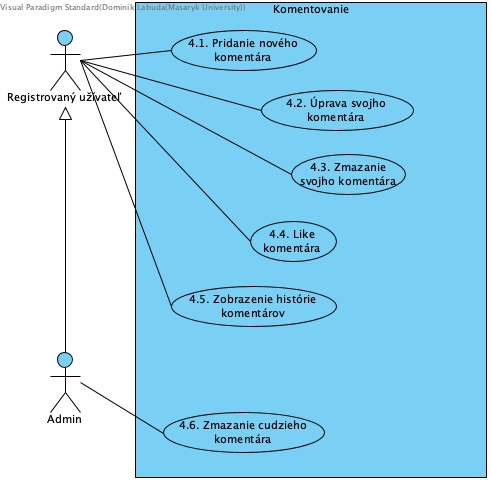 Visual Paradigm Standard(Dominik Labuda(Masaryk University))
Komentovanie
4.1. Pridanie nového
komentára
Registrovaný užívateľ
4.2. Úprava svojho
komentára
4.3. Zmazanie
svojho komentára
4.4. Like
komentára
4.5. Zobrazenie histórie
komentárov
Admin
4.6. Zmazanie cudzieho
komentára